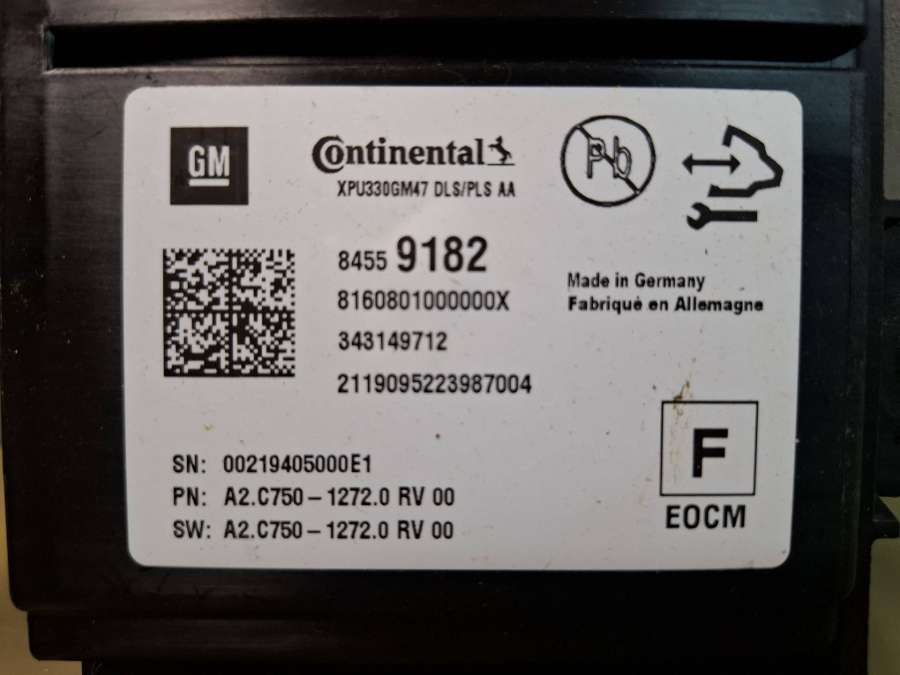 GM
Continental
XPU330GM47 DLS/PLS AA
Pb
8455 9182
8160801000000X
343149712
2119095223987004
Made in Germany
Fabriqué en Allemagne
SN: 00219405000E1
PN: A2.C750-1272.0 RV 00
SW: A2.C750-1272.0 RV 00
F
EOCM